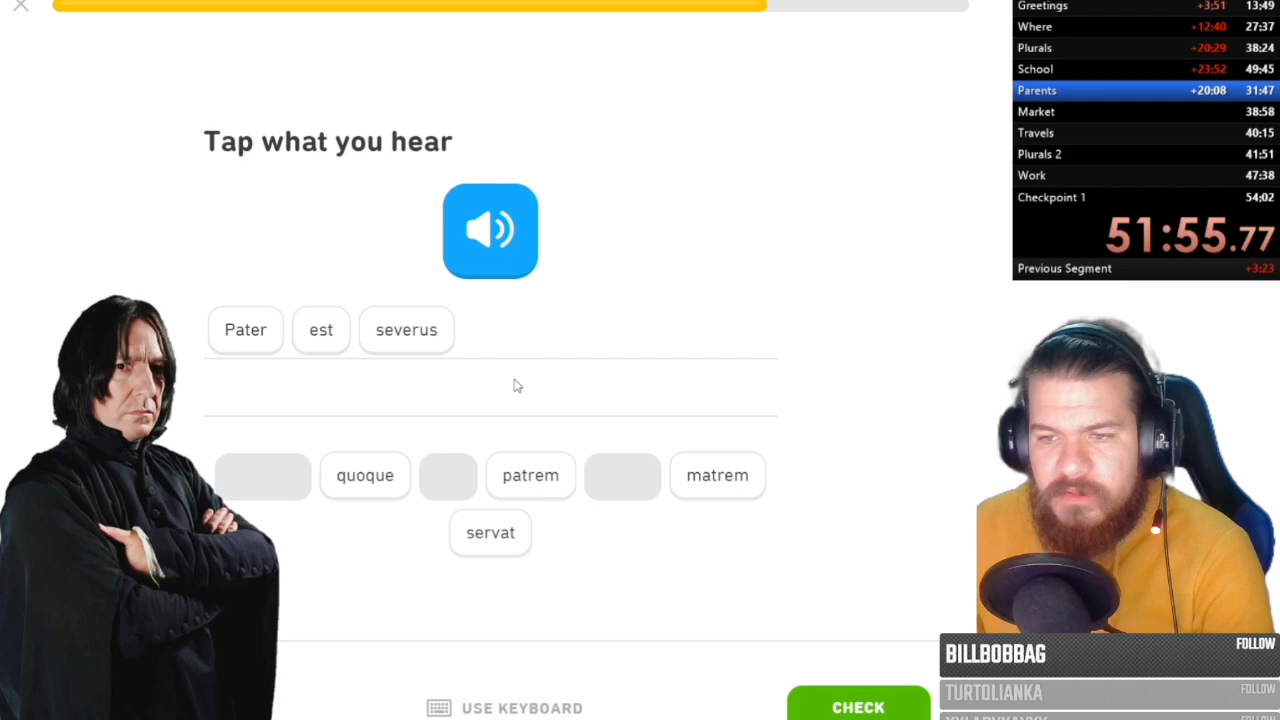 Greetings +3:51 13:49
Where +12:40 27:37
Plurals +20:29 38:24
School +23:52 49:45
Parents +20:08 31:47
Market 38:58
Travels 40:15
Plurals 2 41:51
Work 47:38
Checkpoint 1 54:02
51:55.77
Previous Segment +3:23
Tap what you hear
Pater est severus
quoque patrem matrem
servat
USE KEYBOARD
CHECK
BILLBOBBAG FOLLOW
TURTOLIANKA FOLLOW